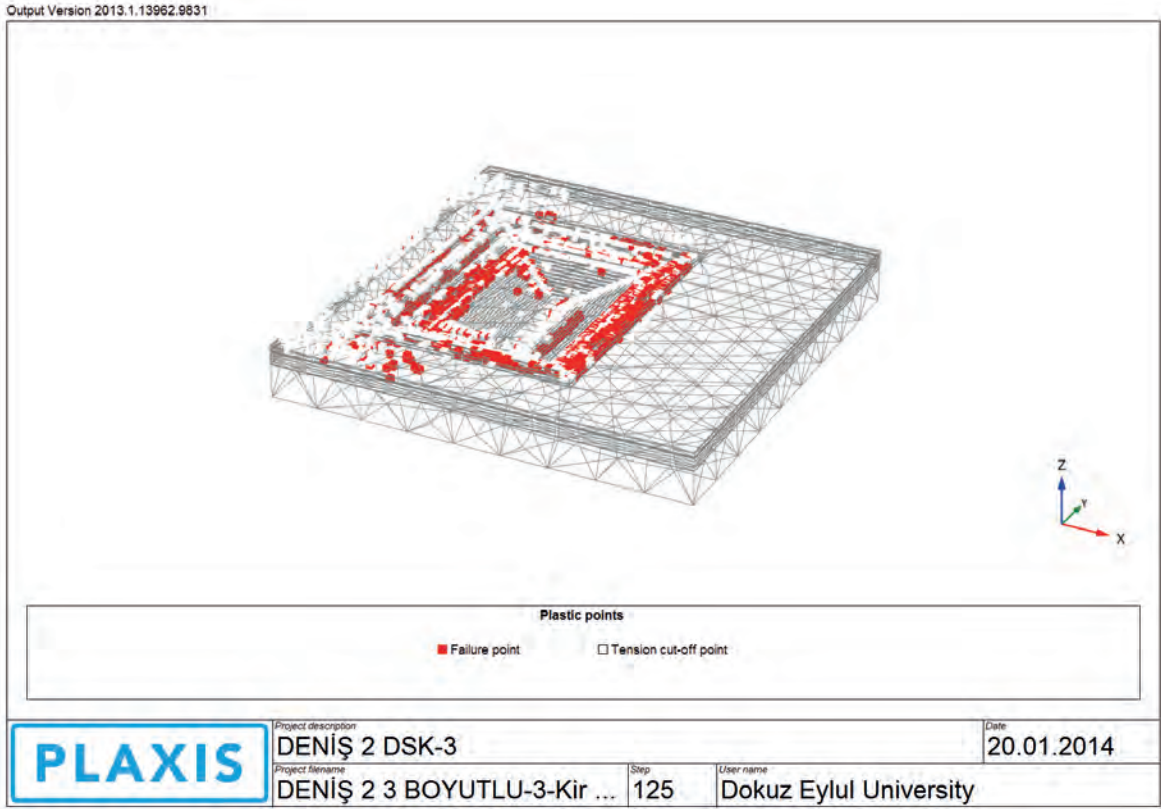 Output Version 2013.1.13962.9831
Z
Y
X
Plastic points
Failure point
Tension cut-off point
PLAXIS
Project description
DENİŞ 2 DSK-3
Date
20.01.2014
Project filename
DENİŞ 2 3 BOYUTLU-3-Kir ...
Step
125
User name
Dokuz Eylul University